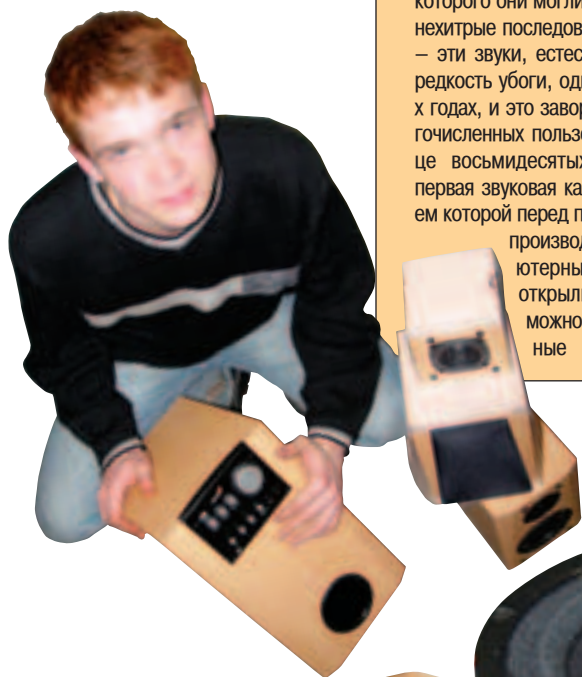 которого они могли
нехитрые последов
– эти звуки, естес
редкость убоги, одн
х годах, и это завор
гочисленных пользо
це восьмидесятых
первая звуковая ка
ем которой перед п
производ
ютерны
открыл
можно
ные